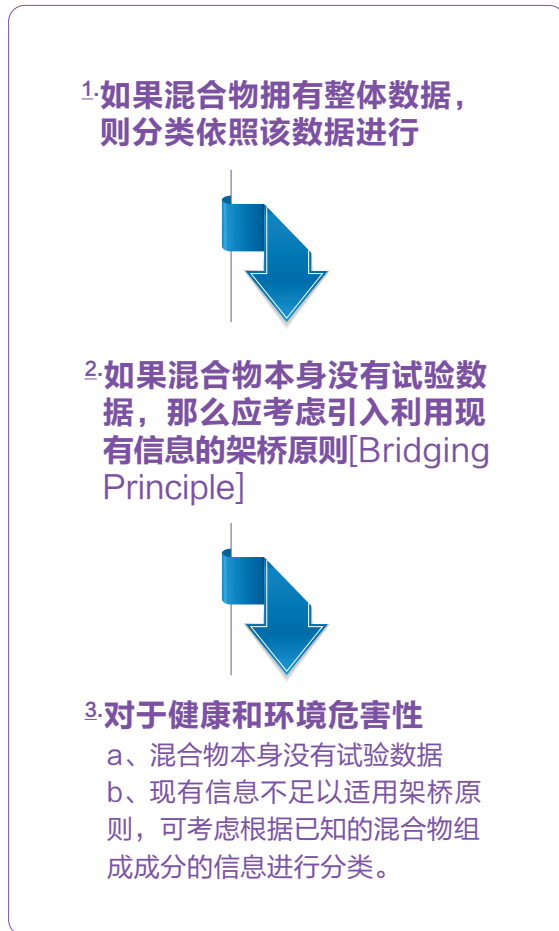 1.如果混合物拥有整体数据，
则分类依照该数据进行
2.如果混合物本身没有试验数
据，那么应考虑引入利用现
有信息的架桥原则[Bridging
Principle]
3.对于健康和环境危害性
a、混合物本身没有试验数据
b、现有信息不足以适用架桥原
则，可考虑根据已知的混合物组
成成分的信息进行分类。